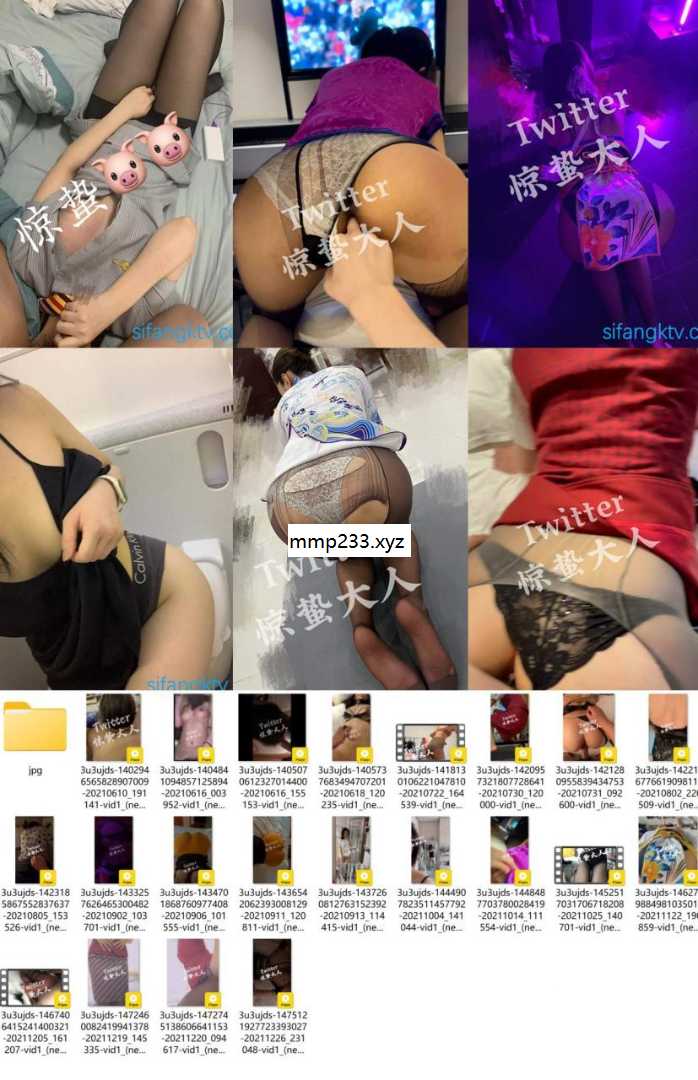 惊蛰
sifangktv.c
Twitter
惊蛰大人
Twitter
惊蛰大人
sifangktv.c
Calvin K
sifangktv
mmp233.xyz
Twitter
惊蛰大人
Twitter
惊蛰大人
jpg
3u3ujds-140294
6565828907009
-20210610_191
141-vid1_(ne...
3u3ujds-140484
1094857125894
-20210616_003
952-vid1_(ne...
3u3ujds-140507
0612327014400
-20210616_155
153-vid1_(ne...
3u3ujds-140573
7683494707201
-20210618_120
235-vid1_(ne...
3u3ujds-141813
0106221047810
-20210722_164
539-vid1_(ne...
3u3ujds-142095
7321807728641
-20210730_120
000-vid1_(ne...
3u3ujds-142128
0955839434753
-20210731_092
600-vid1_(ne...
3u3ujds-14221
677661909811
-20210802_22
509-vid1_(ne
3u3ujds-142318
5867552837637
-20210805_153
526-vid1_(ne...
3u3ujds-143325
7626465300482
-20210902_103
701-vid1_(ne...
3u3ujds-143470
1868760977408
-20210906_101
555-vid1_(ne...
3u3ujds-143654
2062393008129
-20210911_120
811-vid1_(ne...
3u3ujds-143726
0812763152392
-20210913_114
415-vid1_(ne...
3u3ujds-144490
7823511457792
-20211004_141
044-vid1_(ne...
3u3ujds-144848
7703780028419
-20211014_111
554-vid1_(ne...
3u3ujds-145251
7031706718208
-20211025_140
701-vid1_(ne...
3u3ujds-14627
988498103501
-20211122_19
859-vid1_(ne
3u3ujds-146740
6415241400321
-20211205_161
207-vid1_(ne...
3u3ujds-147246
0082419941378
-20211219_145
335-vid1_(ne...
3u3ujds-147274
5138606641153
-20211220_094
617-vid1_(ne...
3u3ujds-147512
1927723393027
-20211226_231
048-vid1_(ne...